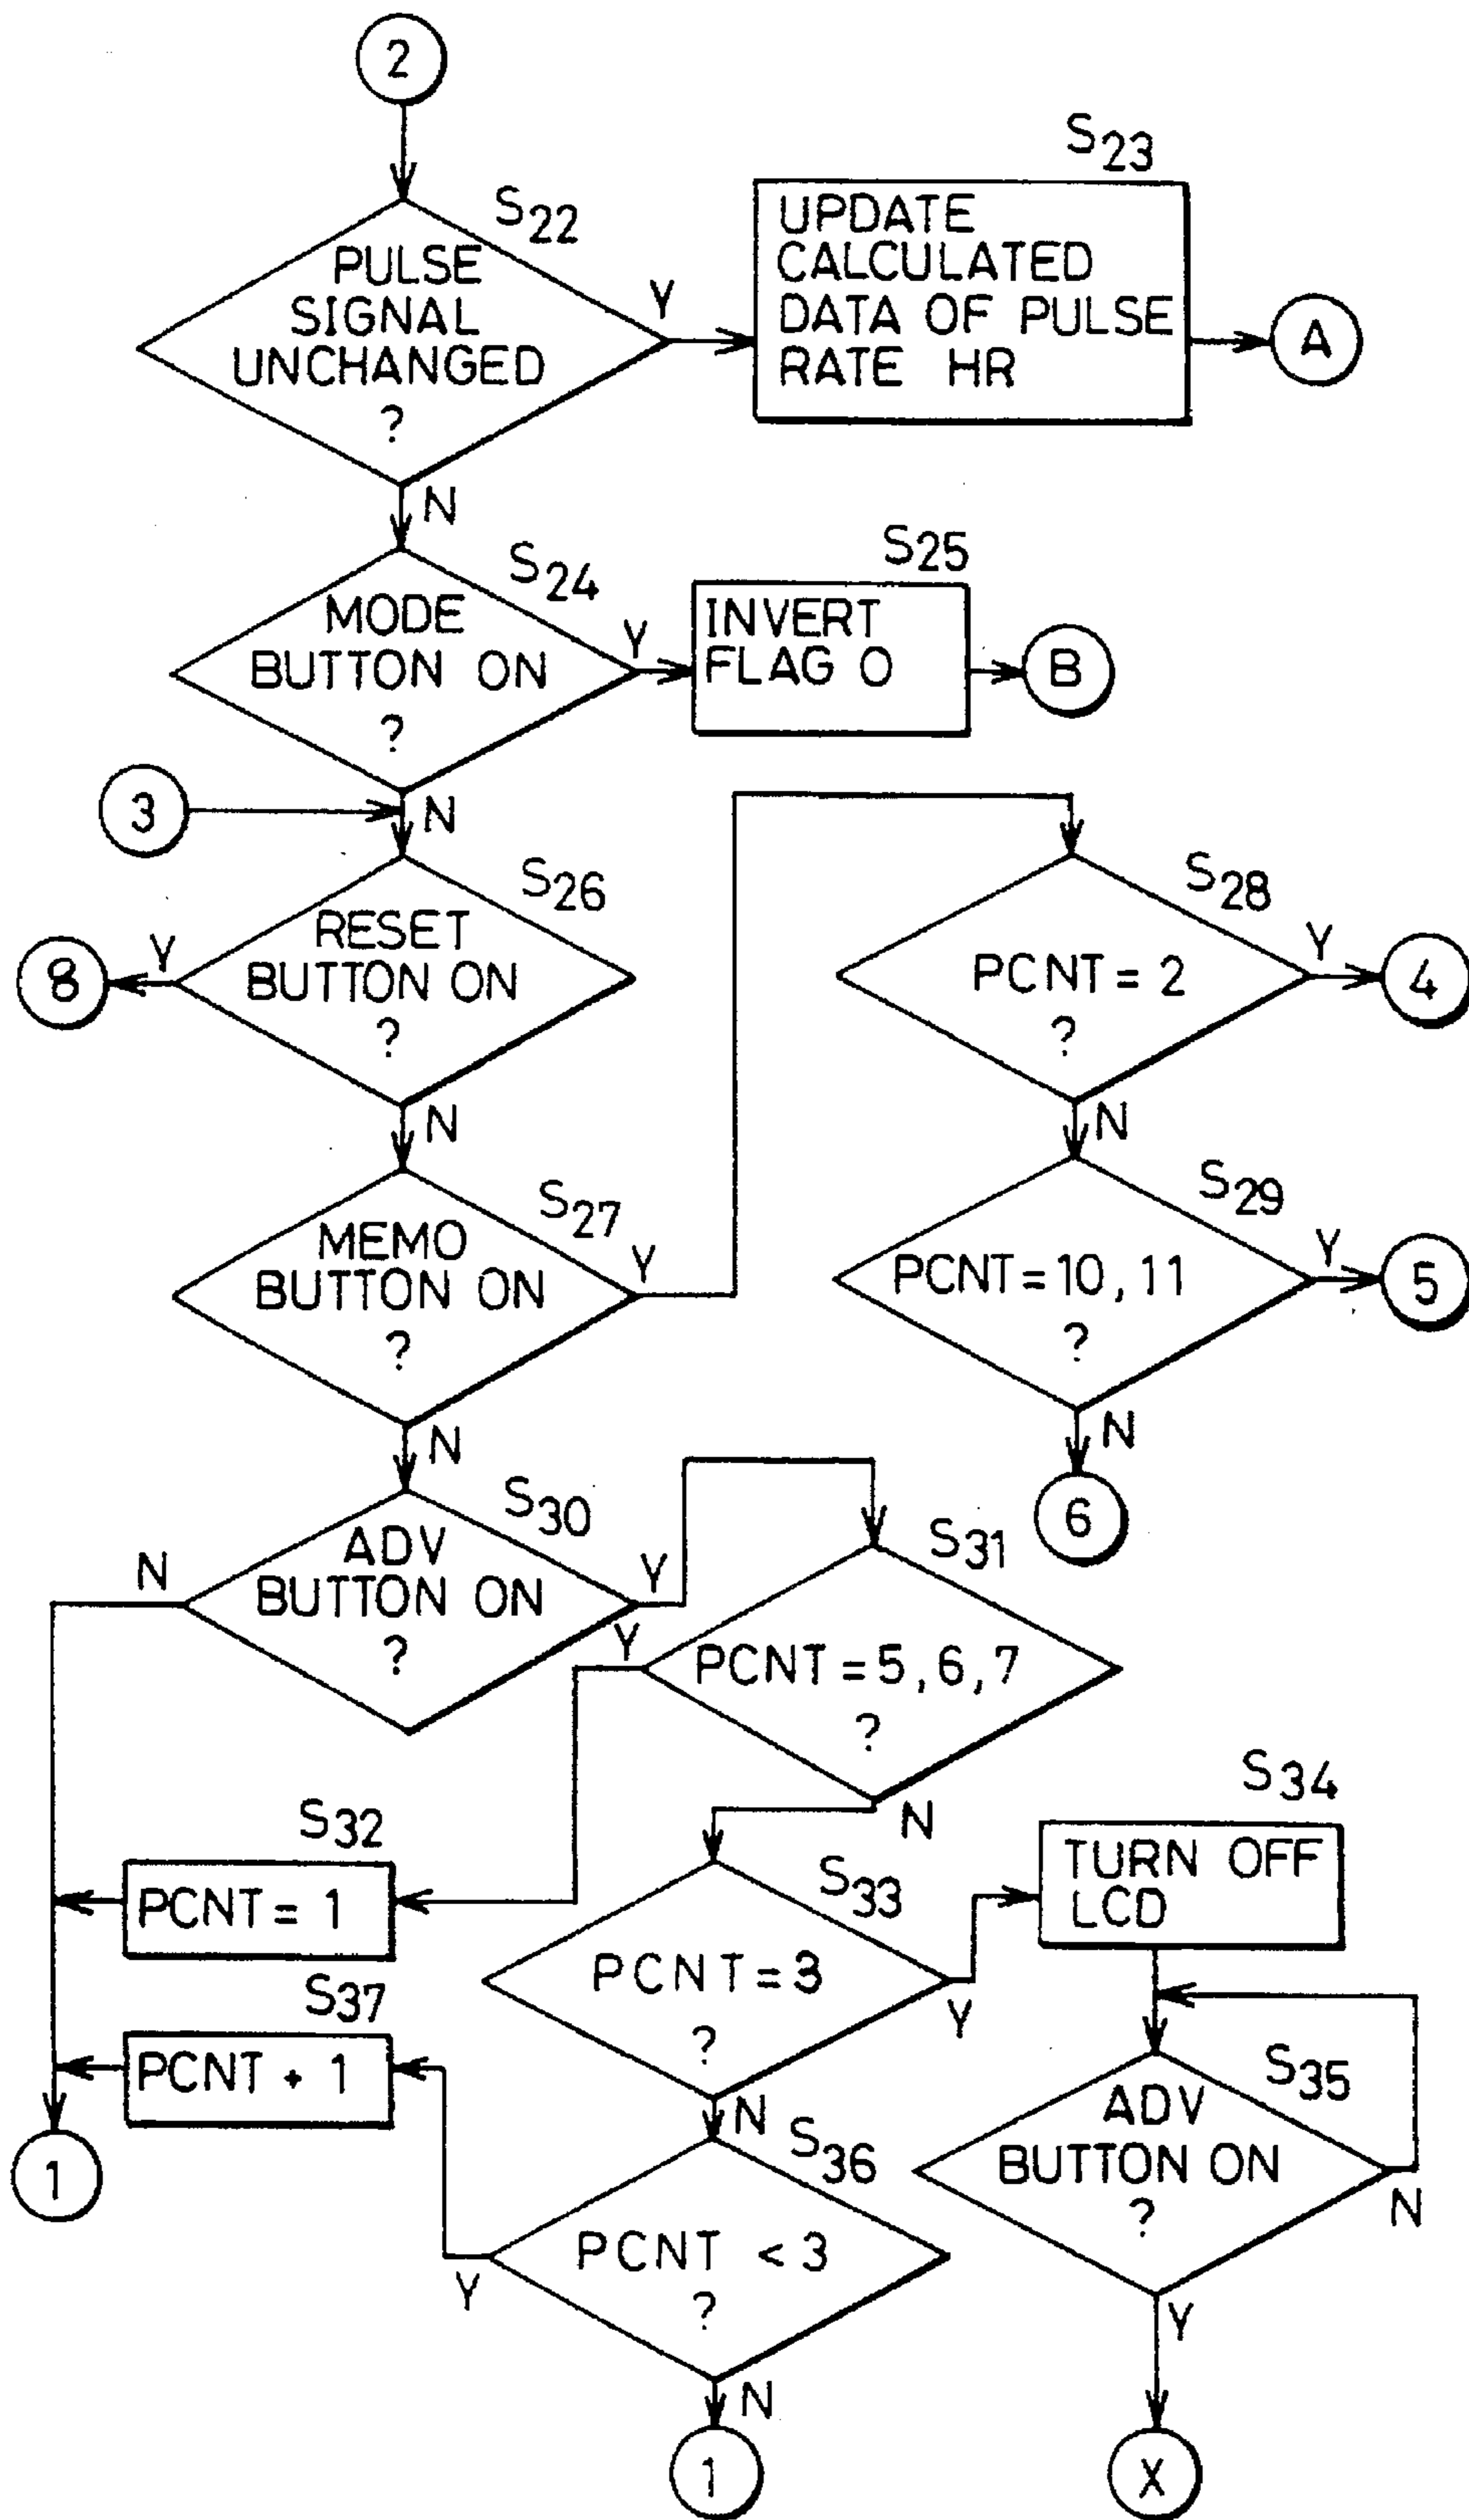 2
S22
PULSE
SIGNAL
UNCHANGED
?
Y
N
S23
UPDATE
CALCULATED
DATA OF PULSE
RATE HR
A
S24
MODE
BUTTON ON
?
Y
N
S25
INVERT
FLAG 0
B
3
S26
RESET
BUTTON ON
?
Y
8
N
S27
MEMO
BUTTON ON
?
Y
N
S28
PCNT = 2
?
Y
4
N
S29
PCNT = 10, 11
?
Y
5
N
6
S30
ADV
BUTTON ON
?
N
Y
S31
PCNT = 5, 6, 7
?
Y
N
S32
PCNT = 1
S33
PCNT = 3
?
Y
N
S34
TURN OFF
LCD
S37
PCNT + 1
1
S35
ADV
BUTTON ON
?
N
Y
X
S36
PCNT < 3
?
Y
N
1